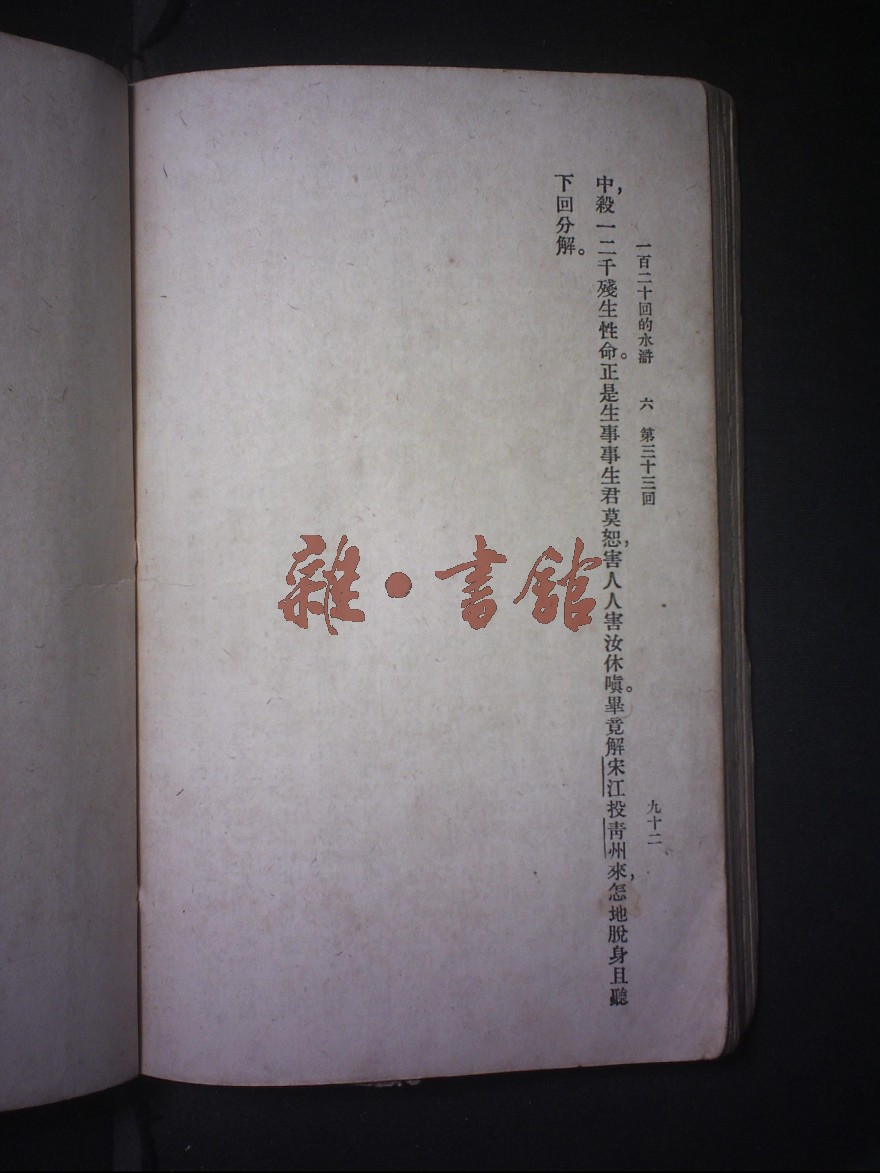 一百二十回的水滸　六　第三十三回　九十二
中，殺一二千殘生性命。正是生事事生君莫恕，害人人害汝休嗔。畢竟解宋江投靑州來，怎地脫身且聽
下回分解。
雜·書館